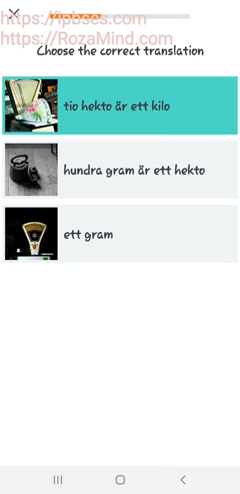 https://ipbses.com
https://RozaMind.com
Choose the correct translation
tio hekto är ett kilo
hundra gram är ett hekto
ett gram